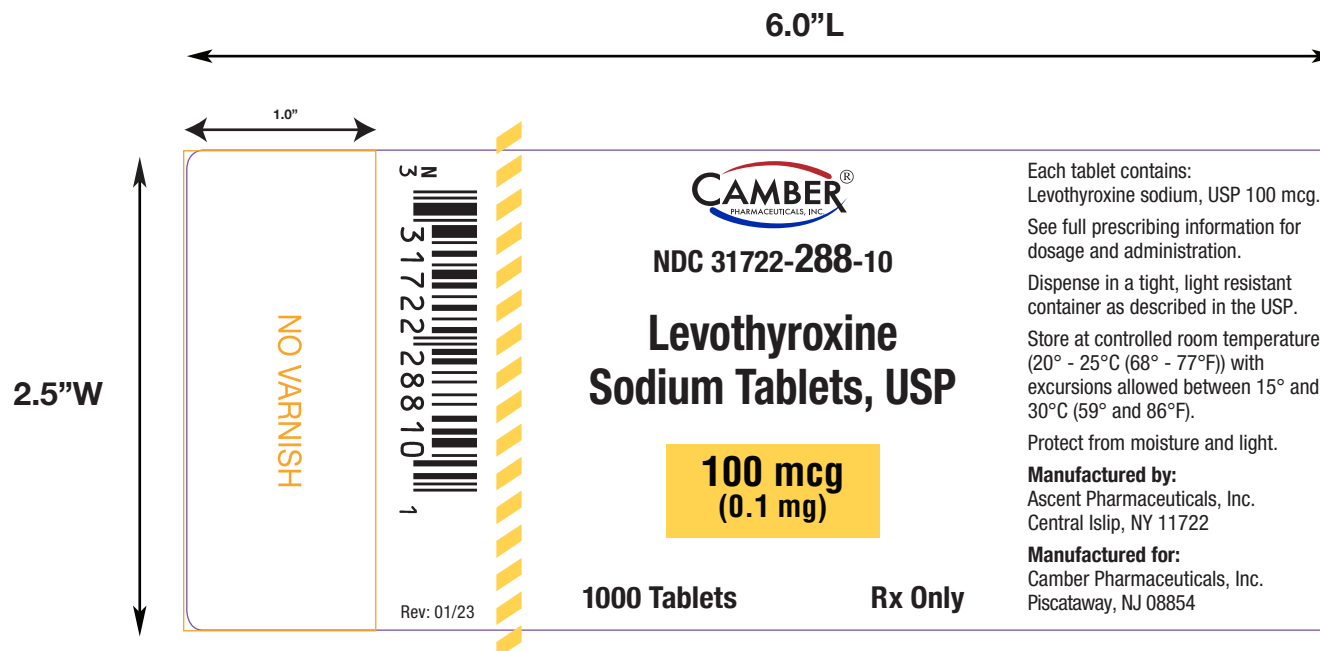 6.0”L
1.0”
2.5”W
NO VARNISH
N
3
31722 28810
1
Rev: 01/23
CAMBER®
PHARMACEUTICALS, INC.
NDC 31722-288-10
Levothyroxine
Sodium Tablets, USP
100 mcg
(0.1 mg)
1000 Tablets
Rx Only
Each tablet contains:
Levothyroxine sodium, USP 100 mcg.
See full prescribing information for
dosage and administration.
Dispense in a tight, light resistant
container as described in the USP.
Store at controlled room temperature
(20° - 25°C (68° - 77°F)) with
excursions allowed between 15° and
30°C (59° and 86°F).
Protect from moisture and light.
Manufactured by:
Ascent Pharmaceuticals, Inc.
Central Islip, NY 11722
Manufactured for:
Camber Pharmaceuticals, Inc.
Piscataway, NJ 08854